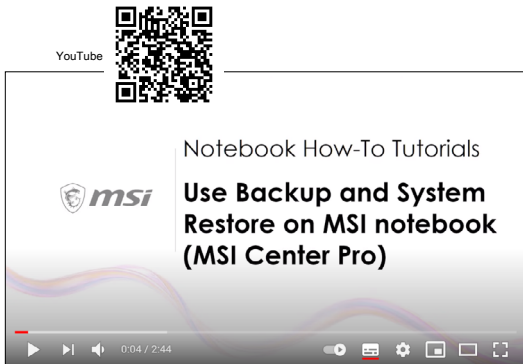 YouTube
Notebook How-To Tutorials
msi
Use Backup and System
Restore on MSI notebook
(MSI Center Pro)
0:04 / 2:44